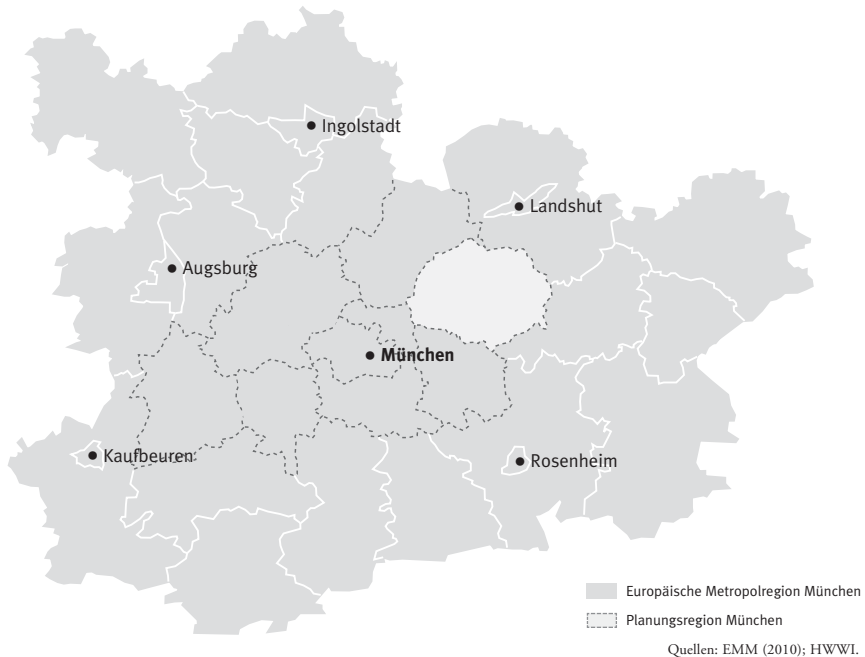 Ingolstadt
Landshut
Augsburg
München
Kaufbeuren
Rosenheim
Europäische Metropolregion München
Planungsregion München
Quellen: EMM (2010); HWWI.